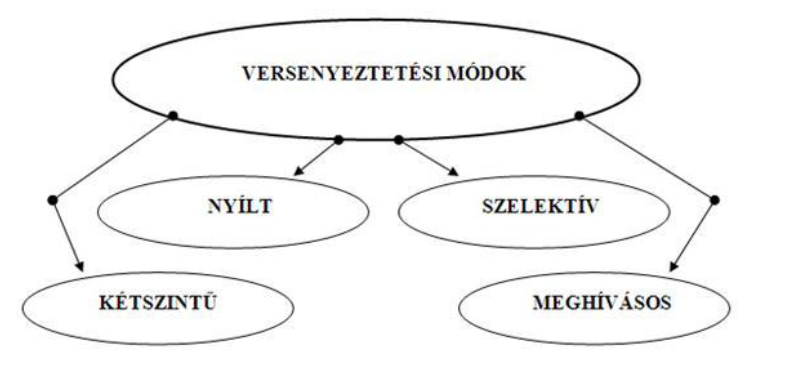 VERSENYEZTETÉSI MÓDOK
NYÍLT
SZELEKTÍV
KÉTSZINTŰ
MEGHÍVÁSOS